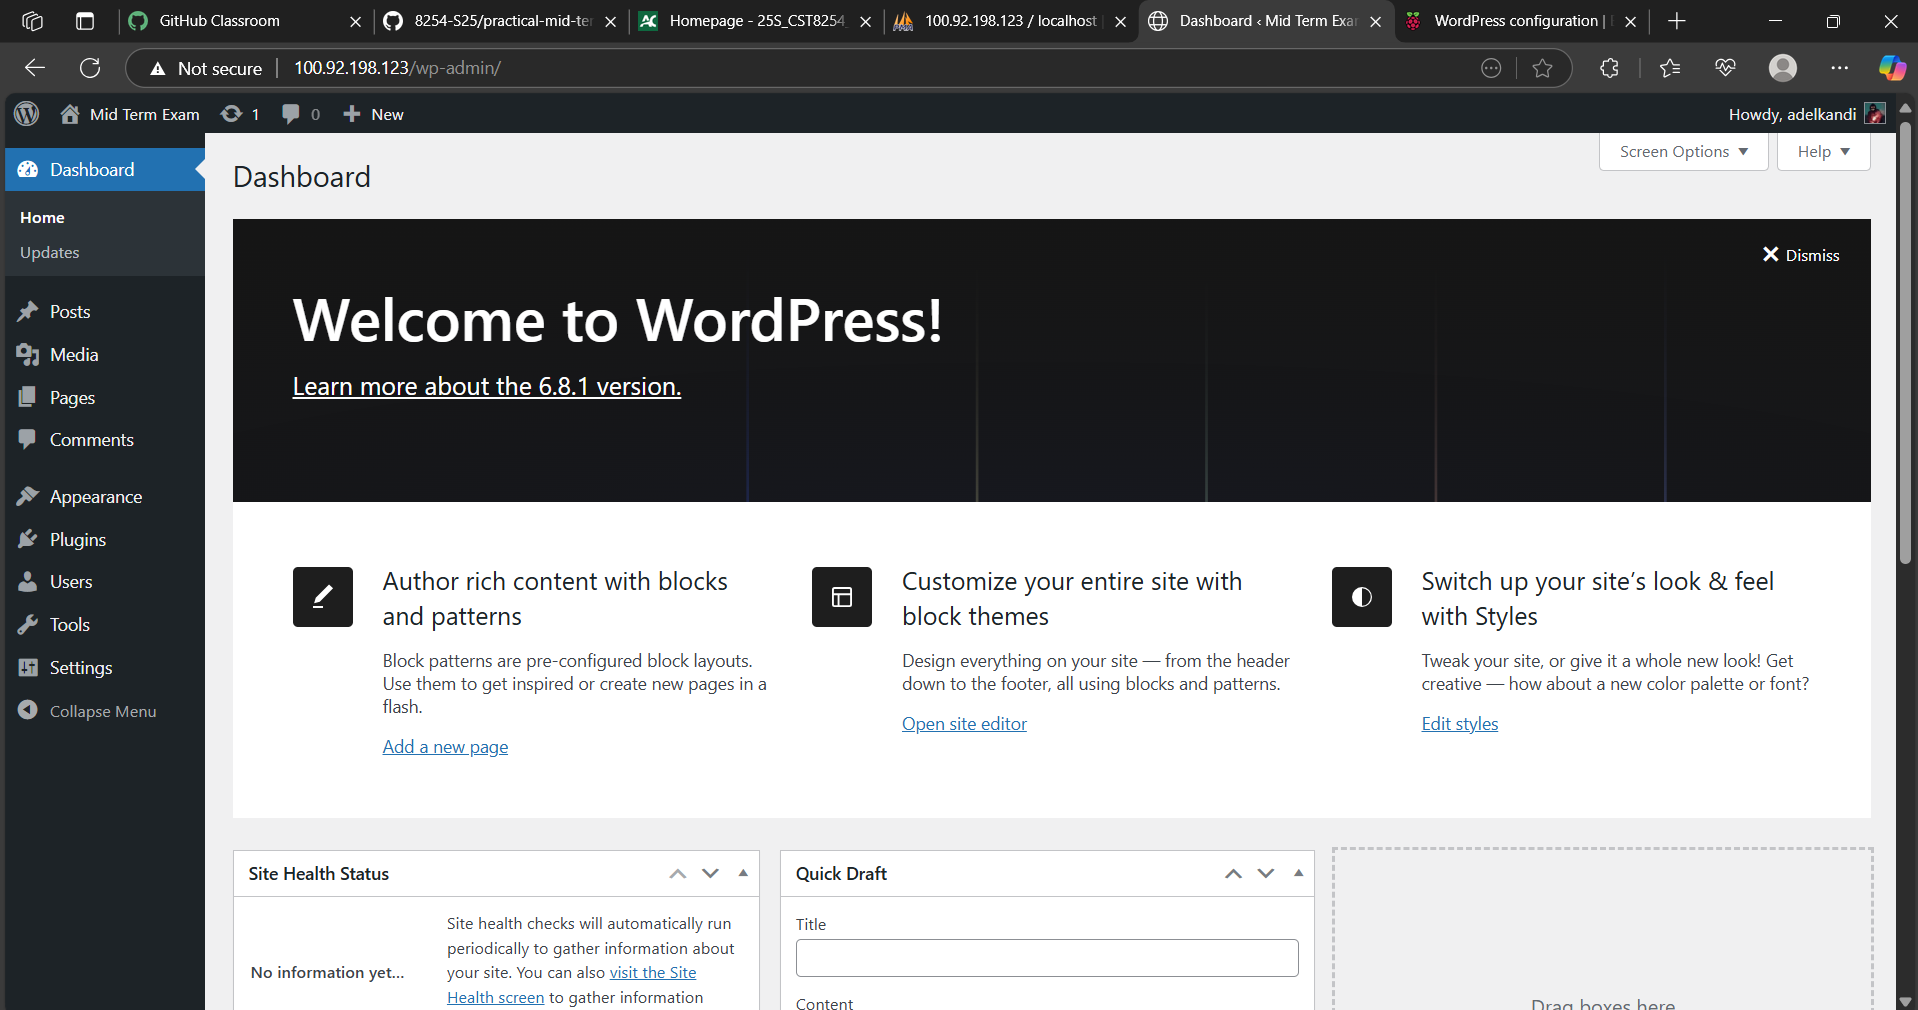 GitHub Classroom
8254-S25/practical-mid-ter
Homepage - 25S_CST8254_
100.92.198.123 / localhost
Dashboard ‹ Mid Term Exar
WordPress configuration |
Not secure
100.92.198.123/wp-admin/
Mid Term Exam
1
0
New
Howdy, adelkandi
Dashboard
Home
Updates
Posts
Media
Pages
Comments
Appearance
Plugins
Users
Tools
Settings
Collapse Menu
Screen Options
Help
Dashboard
Dismiss
Welcome to WordPress!
Learn more about the 6.8.1 version.
Author rich content with blocks
and patterns
Block patterns are pre-configured block layouts.
Use them to get inspired or create new pages in a
flash.
Add a new page
Customize your entire site with
block themes
Design everything on your site — from the header
down to the footer, all using blocks and patterns.
Open site editor
Switch up your site’s look & feel
with Styles
Tweak your site, or give it a whole new look! Get
creative — how about a new color palette or font?
Edit styles
Site Health Status
No information yet...
Site health checks will automatically run
periodically to gather information about
your site. You can also visit the Site
Health screen to gather information
Quick Draft
Title
Content
Drag boxes here